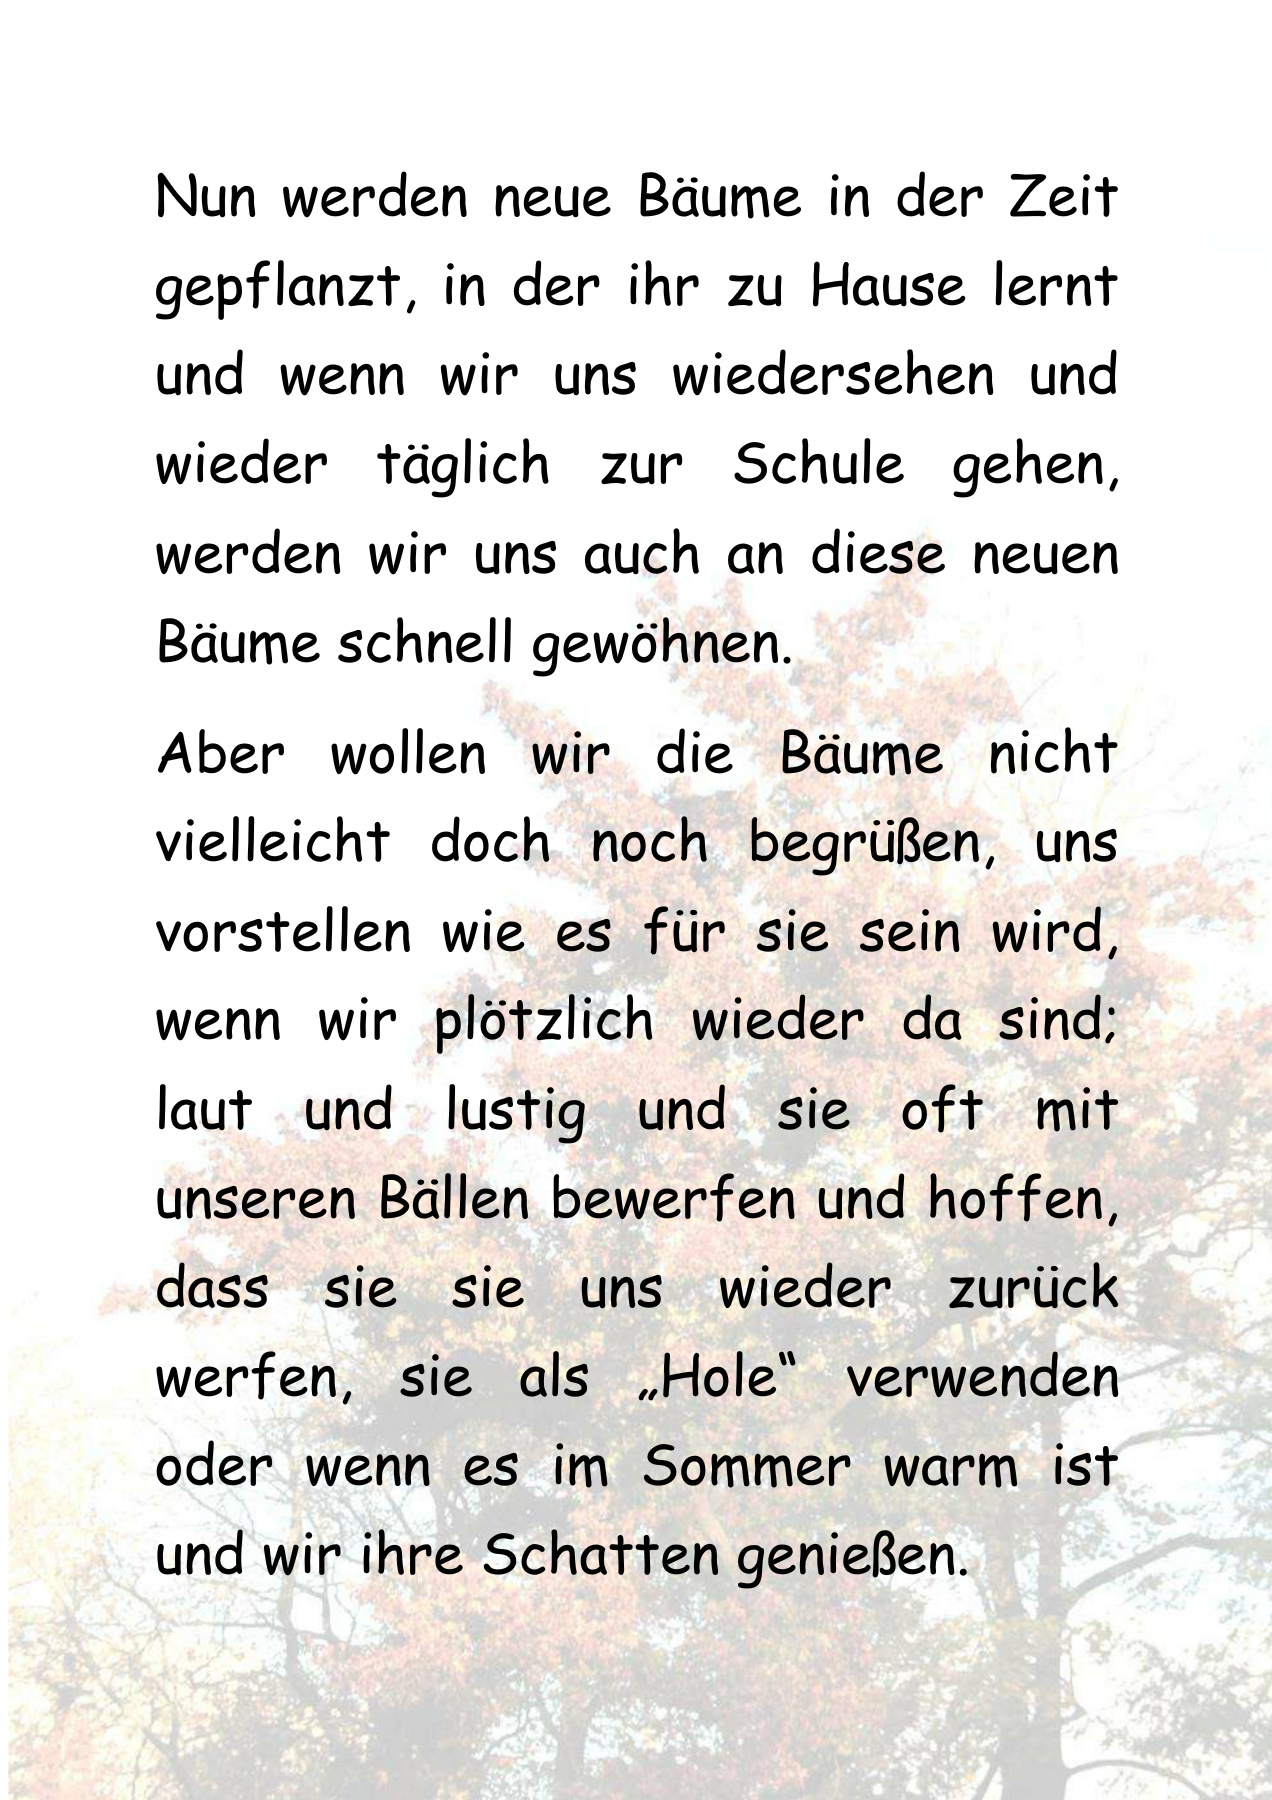 Nun werden neue Bäume in der Zeit
gepflanzt, in der ihr zu Hause lernt
und wenn wir uns wiedersehen und
wieder täglich zur Schule gehen,
werden wir uns auch an diese neuen
Bäume schnell gewöhnen.
Aber wollen wir die Bäume nicht
vielleicht doch noch begrüßen, uns
vorstellen wie es für sie sein wird,
wenn wir plötzlich wieder da sind;
laut und lustig und sie oft mit
unseren Bällen bewerfen und hoffen,
dass sie sie uns wieder zurück
werfen, sie als „Hole“ verwenden
oder wenn es im Sommer warm ist
und wir ihre Schatten genießen.